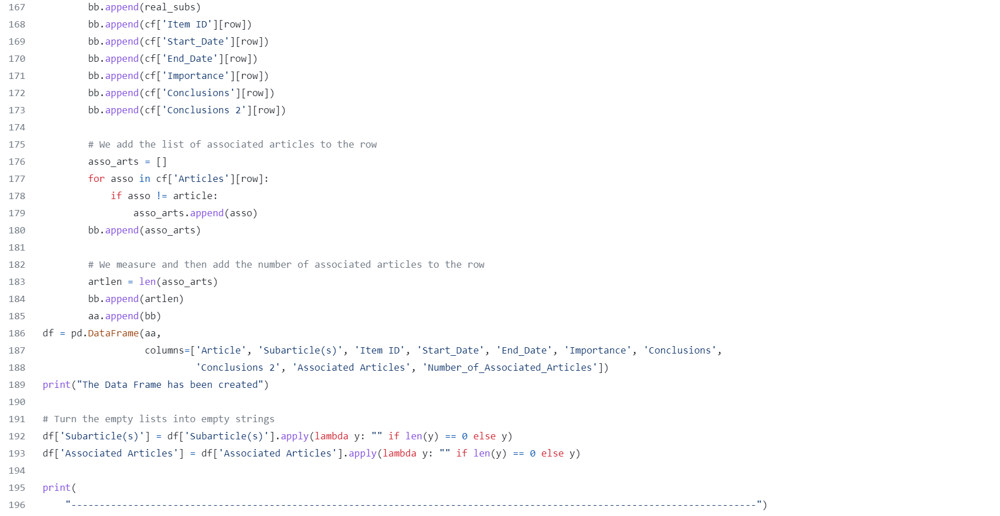 167 bb.append(real_subs)
168 bb.append(cf['Item ID'][row])
169 bb.append(cf['Start_Date'][row])
170 bb.append(cf['End_Date'][row])
171 bb.append(cf['Importance'][row])
172 bb.append(cf['Conclusions'][row])
173 bb.append(cf['Conclusions 2'][row])
174
175 # We add the list of associated articles to the row
176 asso_arts = []
177 for asso in cf['Articles'][row]:
178 if asso != article:
179 asso_arts.append(asso)
180 bb.append(asso_arts)
181
182 # We measure and then add the number of associated articles to the row
183 artlen = len(asso_arts)
184 bb.append(artlen)
185 aa.append(bb)
186 df = pd.DataFrame(aa,
187 columns=['Article', 'Subarticle(s)', 'Item ID', 'Start_Date', 'End_Date', 'Importance', 'Conclusions',
188 'Conclusions 2', 'Associated Articles', 'Number_of_Associated_Articles'])
189 print("The Data Frame has been created")
190
191 # Turn the empty lists into empty strings
192 df['Subarticle(s)'] = df['Subarticle(s)'].apply(lambda y: "" if len(y) == 0 else y)
193 df['Associated Articles'] = df['Associated Articles'].apply(lambda y: "" if len(y) == 0 else y)
194
195 print(
196 "-------------------------------------------------------------------------------------------------------------------------")